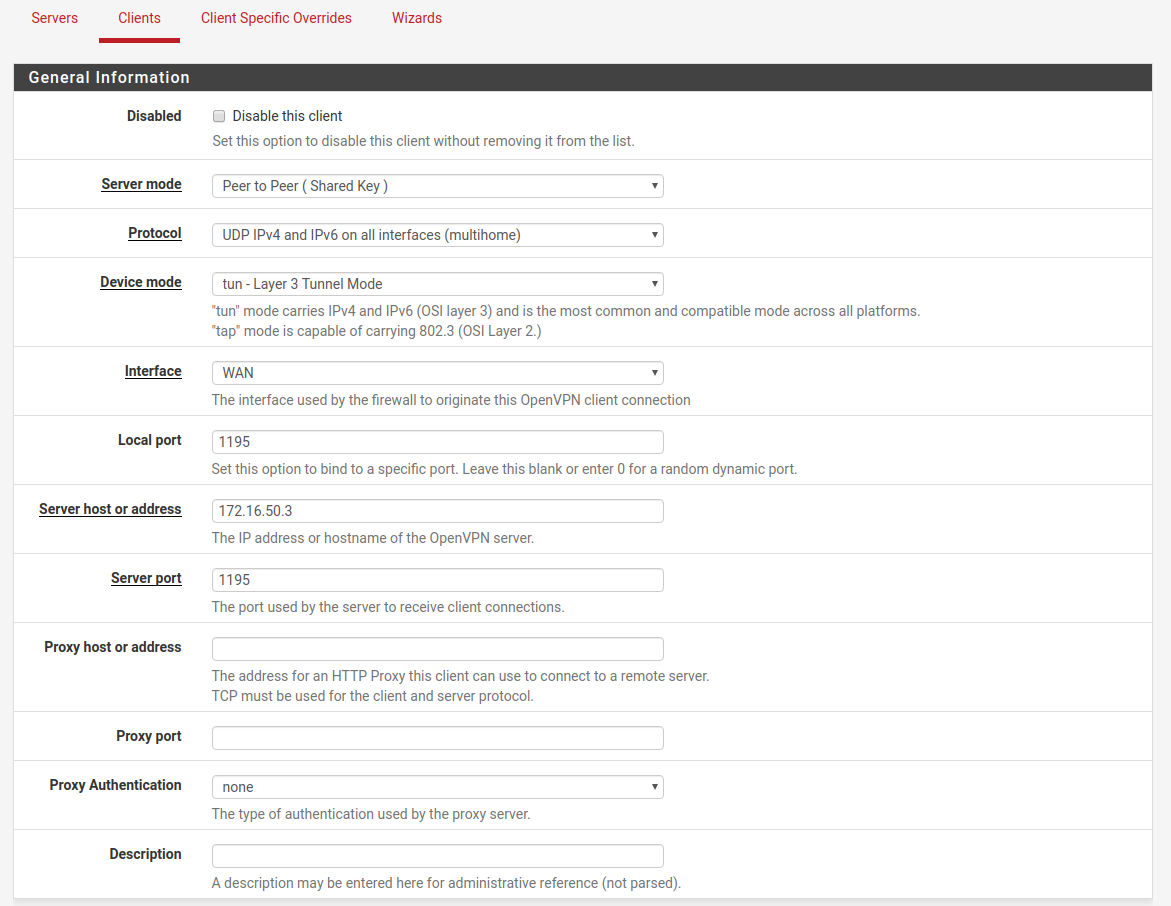 Servers Clients Client Specific Overrides Wizards
General Information
Disabled Disable this client
Set this option to disable this client without removing it from the list.
Server mode Peer to Peer ( Shared Key )
Protocol UDP IPv4 and IPv6 on all interfaces (multihome)
Device mode tun - Layer 3 Tunnel Mode
"tun" mode carries IPv4 and IPv6 (OSI layer 3) and is the most common and compatible mode across all platforms.
"tap" mode is capable of carrying 802.3 (OSI Layer 2.)
Interface WAN
The interface used by the firewall to originate this OpenVPN client connection
Local port 1195
Set this option to bind to a specific port. Leave this blank or enter 0 for a random dynamic port.
Server host or address 172.16.50.3
The IP address or hostname of the OpenVPN server.
Server port 1195
The port used by the server to receive client connections.
Proxy host or address
The address for an HTTP Proxy this client can use to connect to a remote server.
TCP must be used for the client and server protocol.
Proxy port
Proxy Authentication none
The type of authentication used by the proxy server.
Description
A description may be entered here for administrative reference (not parsed).